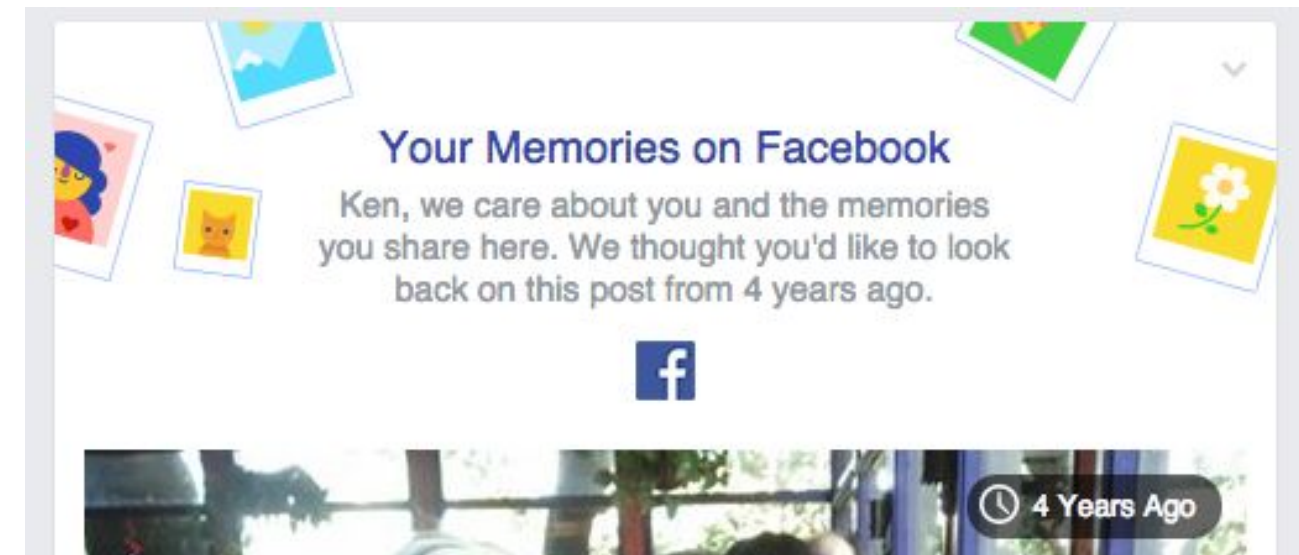 Your Memories on Facebook
Ken, we care about you and the memories
you share here. We thought you'd like to look
back on this post from 4 years ago.
f
4 Years Ago